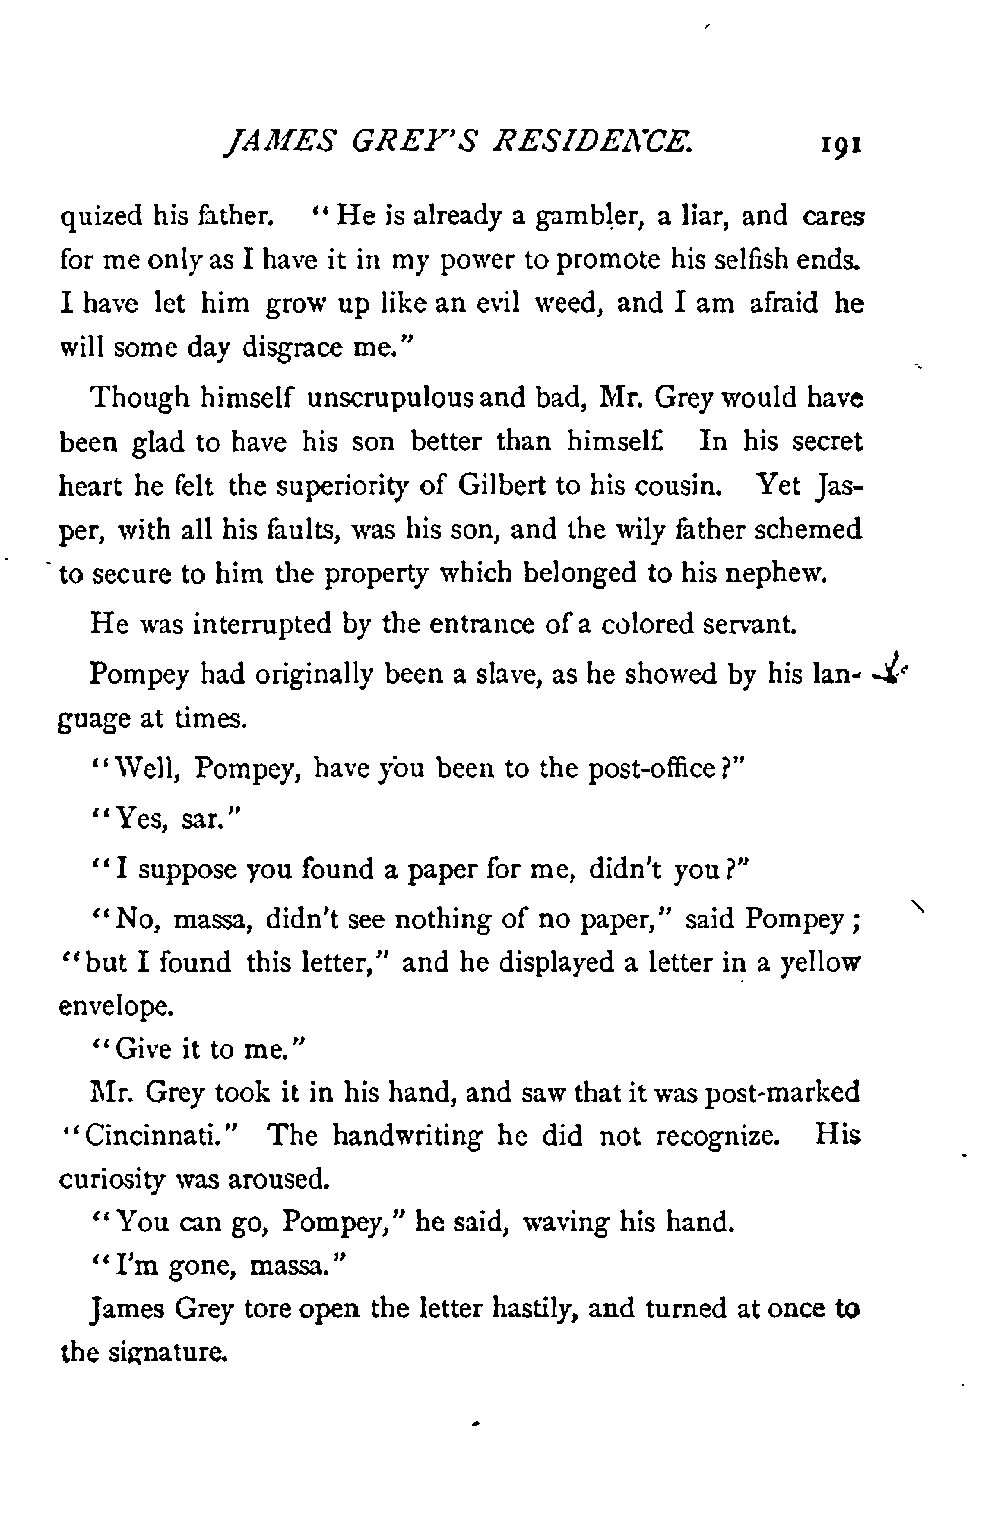 JAMES GREY'S RESIDENCE. 191
quized his father. "He is already a gambler, a liar, and cares
for me only as I have it in my power to promote his selfish ends.
I have let him grow up like an evil weed, and I am afraid he
will some day disgrace me."
Though himself unscrupulous and bad, Mr. Grey would have
been glad to have his son better than himself. In his secret
heart he felt the superiority of Gilbert to his cousin. Yet Jas-
per, with all his faults, was his son, and the wily father schemed
to secure to him the property which belonged to his nephew.
He was interrupted by the entrance of a colored servant.
Pompey had originally been a slave, as he showed by his lan-
guage at times.
"Well, Pompey, have you been to the post-office?"
"Yes, sar."
"I suppose you found a paper for me, didn't you?"
"No, massa, didn't see nothing of no paper," said Pompey;
"but I found this letter," and he displayed a letter in a yellow
envelope.
"Give it to me."
Mr. Grey took it in his hand, and saw that it was post-marked
"Cincinnati." The handwriting he did not recognize. His
curiosity was aroused.
"You can go, Pompey," he said, waving his hand.
"I'm gone, massa."
James Grey tore open the letter hastily, and turned at once to
the signature.